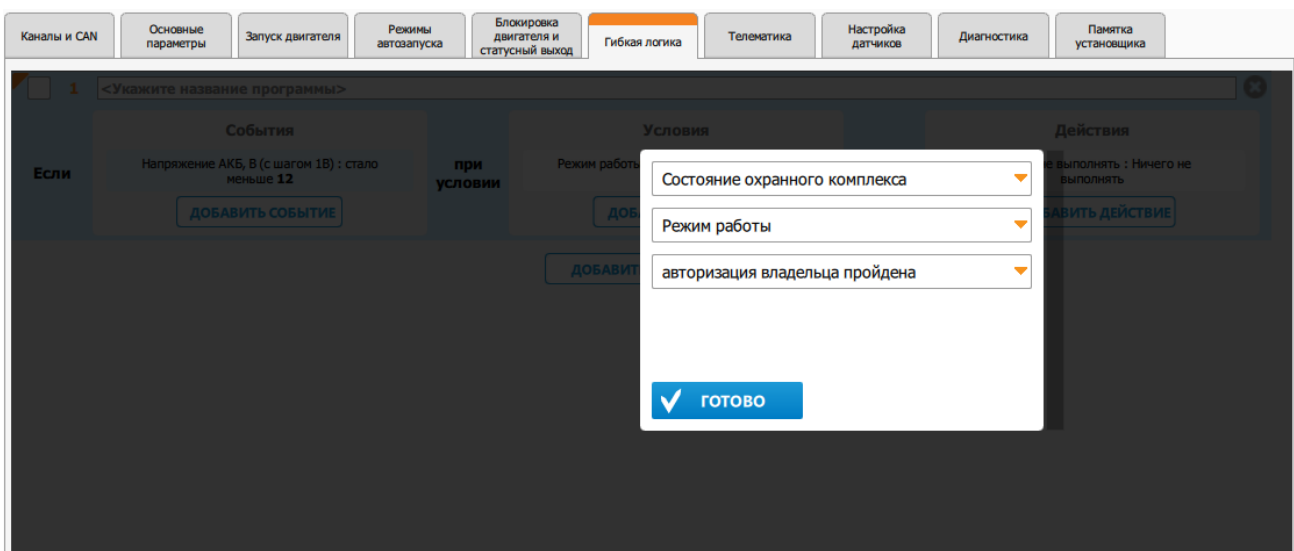 Каналы и CAN
Основные
параметры
Запуск двигателя
Режимы
автозапуска
Блокировка
двигателя и
статусный выход
Гибкая логика
Телематика
Настройка
датчиков
Диагностика
Памятка
установщика
1 <Укажите название программы>
События
Условия
Действия
Если
Напряжение АКБ, В (с шагом 1В) : стало
меньше 12
при
условии
Режим работы
е выполнять : Ничего не
выполнять
ДОБАВИТЬ СОБЫТИЕ
ДОБА
АВИТЬ ДЕЙСТВИЕ
ДОБАВИТ
Состояние охранного комплекса
Режим работы
авторизация владельца пройдена
ГОТОВО